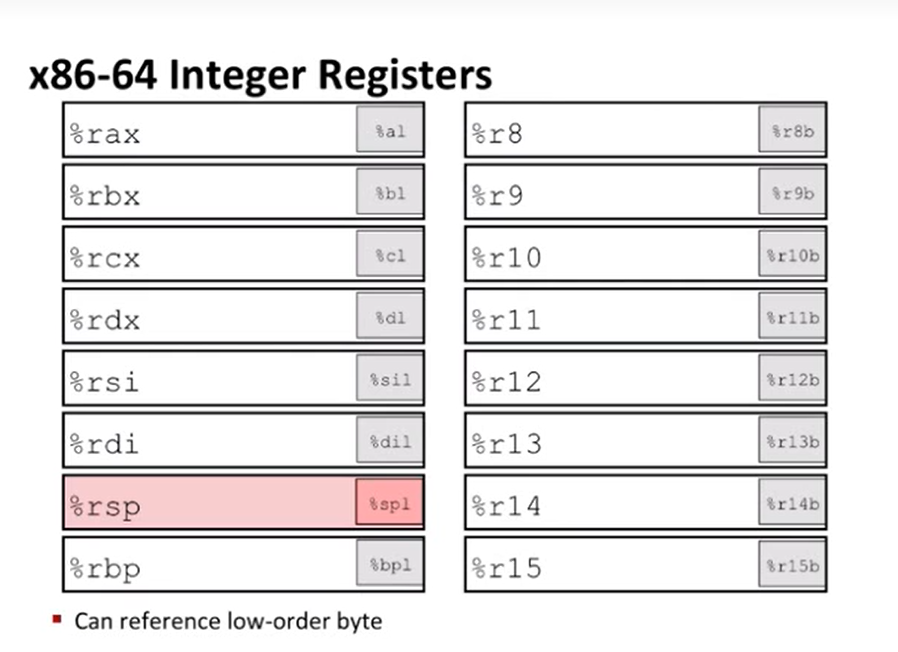 x86-64 Integer Registers
%rax %al %r8 %r8b
%rbx %bl %r9 %r9b
%rcx %cl %r10 %r10b
%rdx %dl %r11 %r11b
%rsi %sil %r12 %r12b
%rdi %dil %r13 %r13b
%rsp %spl %r14 %r14b
%rbp %bpl %r15 %r15b
▪ Can reference low-order byte